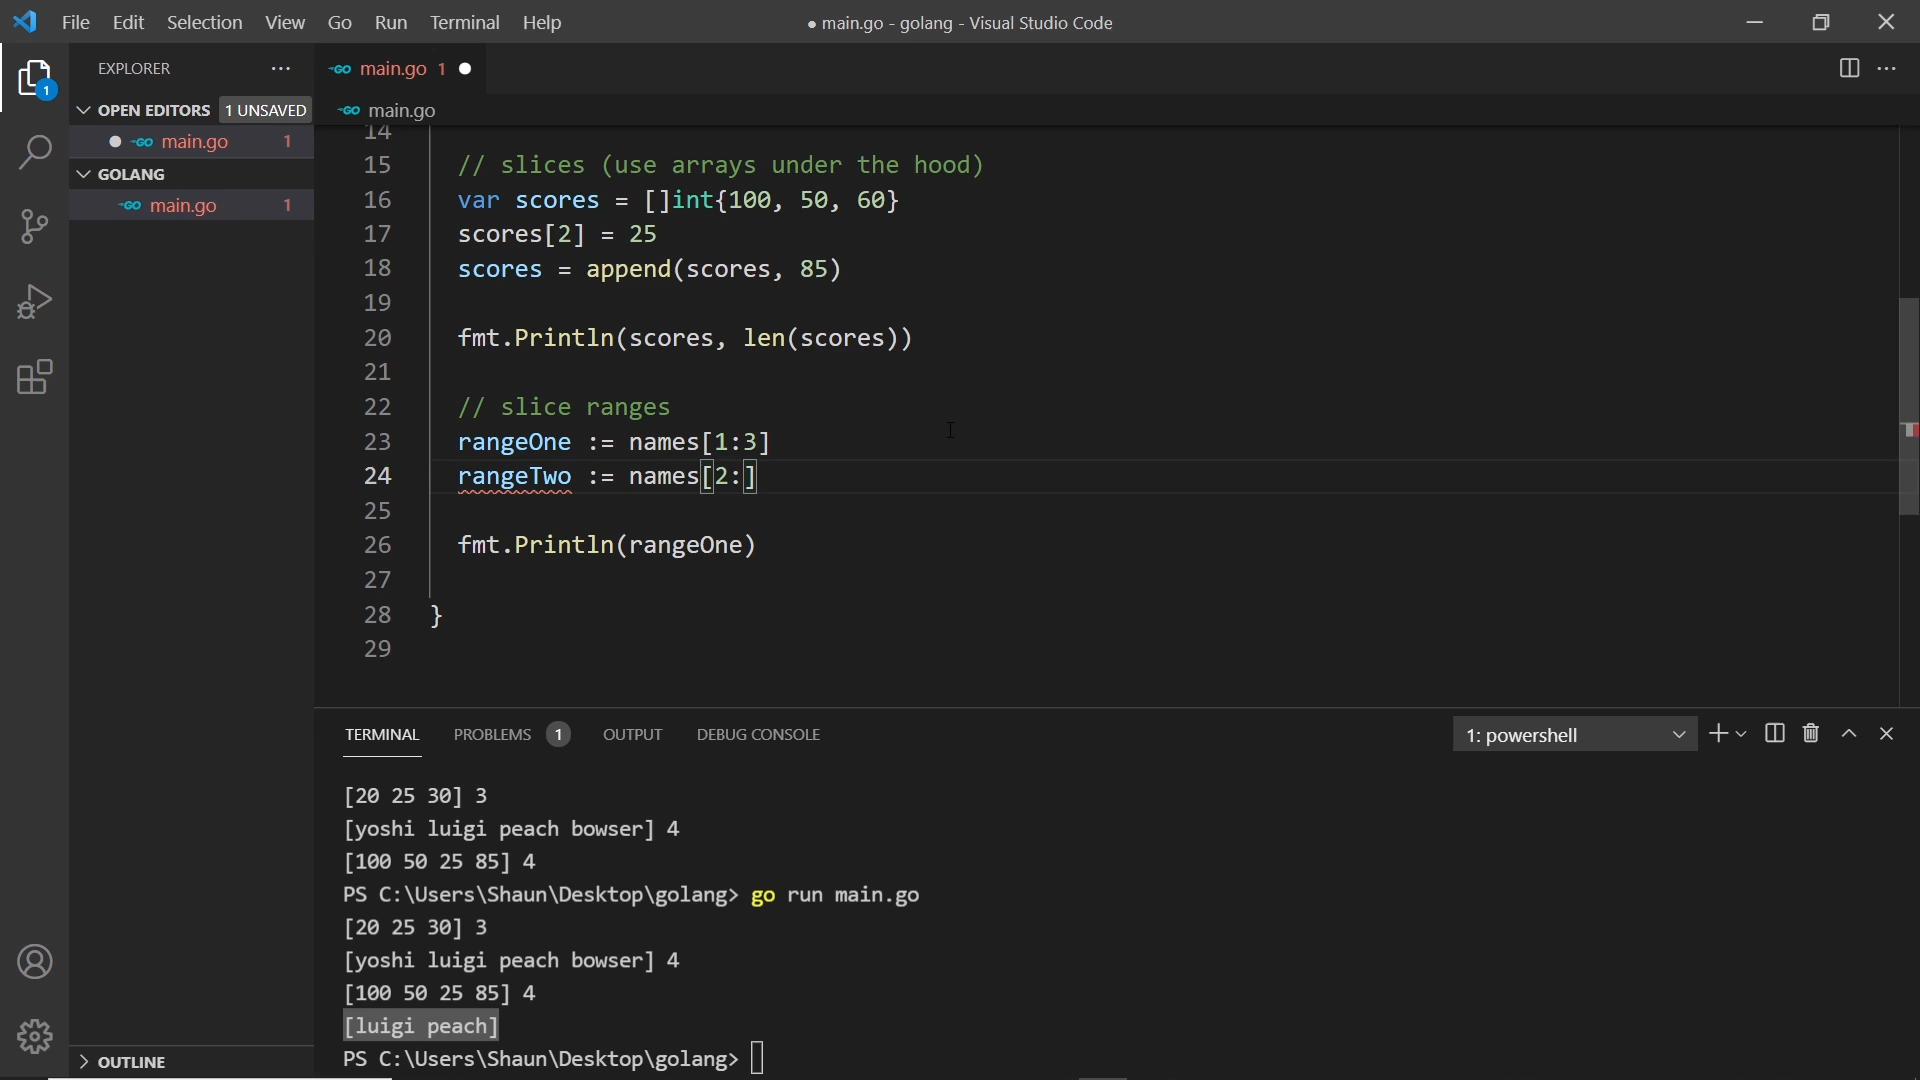 File Edit Selection View Go Run Terminal Help
● main.go - golang - Visual Studio Code
EXPLORER
OPEN EDITORS 1 UNSAVED
main.go 1
GOLANG
main.go 1
OUTLINE
1
main.go 1
main.go
14
15 // slices (use arrays under the hood)
16 var scores = []int{100, 50, 60}
17 scores[2] = 25
18 scores = append(scores, 85)
19
20 fmt.Println(scores, len(scores))
21
22 // slice ranges
23 rangeOne := names[1:3]
24 rangeTwo := names[2:]
25
26 fmt.Println(rangeOne)
27
28 }
29
TERMINAL PROBLEMS 1 OUTPUT DEBUG CONSOLE
1: powershell
[20 25 30] 3
[yoshi luigi peach bowser] 4
[100 50 25 85] 4
PS C:\Users\Shaun\Desktop\golang> go run main.go
[20 25 30] 3
[yoshi luigi peach bowser] 4
[100 50 25 85] 4
[luigi peach]
PS C:\Users\Shaun\Desktop\golang>